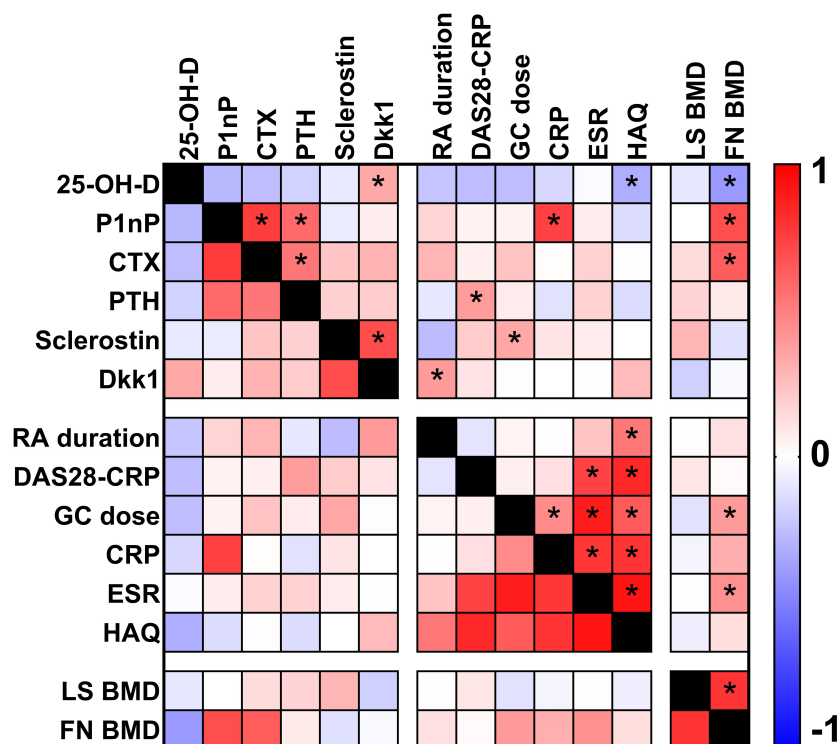 25-OH-D P1nP CTX PTH Sclerostin Dkk1 RA duration DAS28-CRP GC dose CRP ESR HAQ LS BMD FN BMD
1
25-OH-D * * *
P1nP * * * *
CTX * *
PTH *
Sclerostin * *
Dkk1 *
RA duration *
0
DAS28-CRP * *
GC dose * * * *
CRP * *
ESR * *
HAQ
LS BMD *
FN BMD
-1